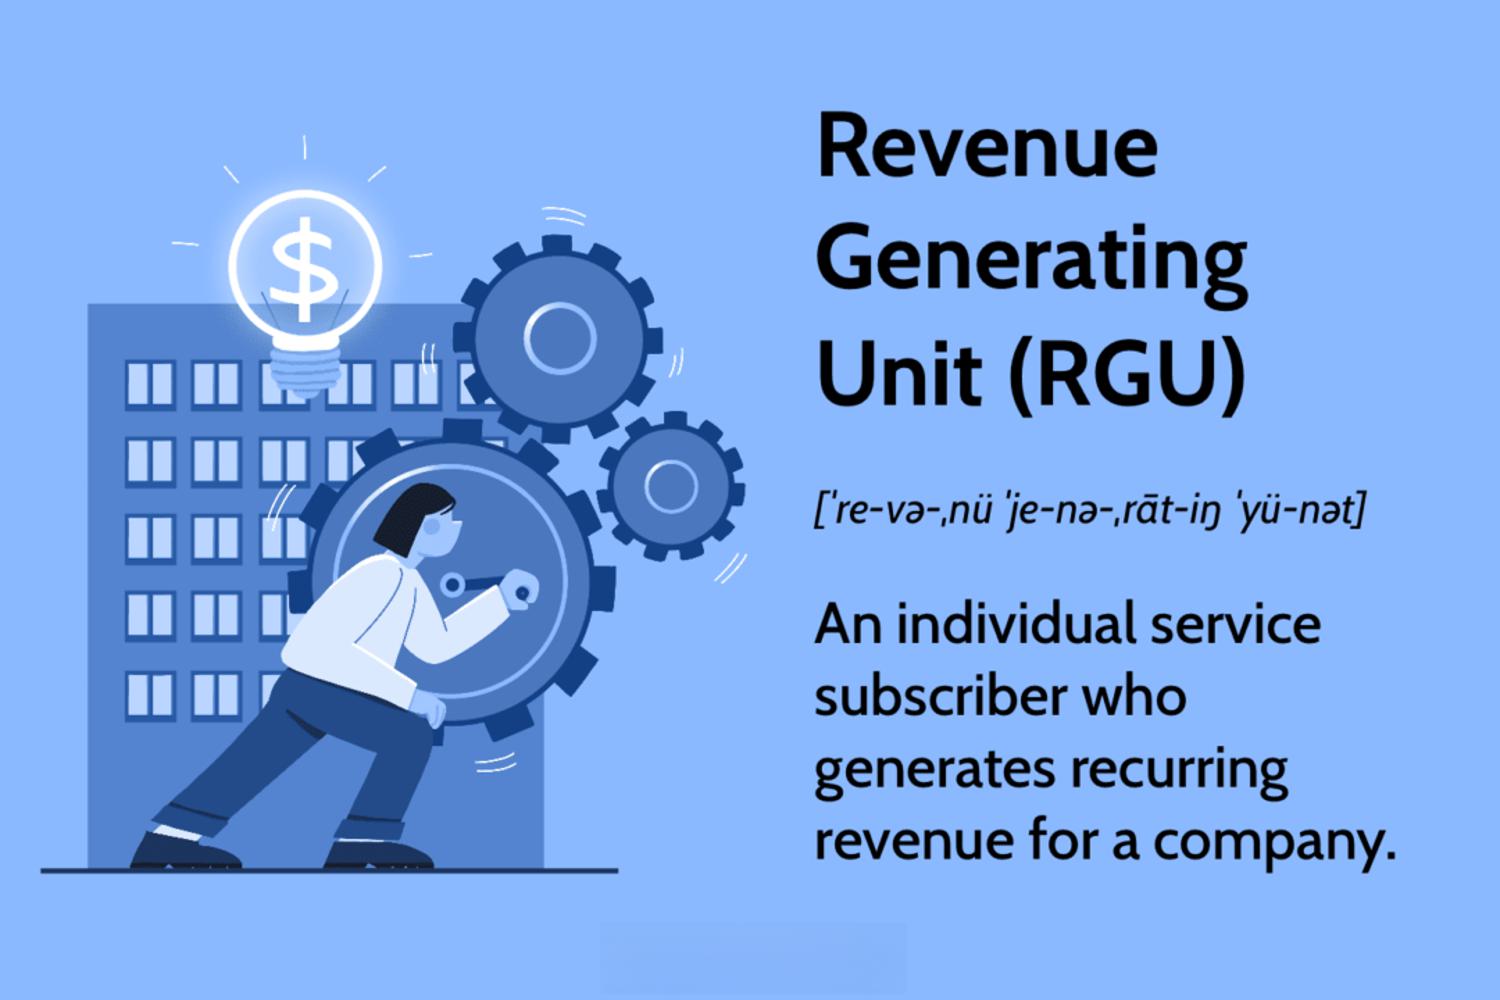 $
Revenue
Generating
Unit (RGU)
[ˈre-və-ˌnü ˈje-nə-ˌrāt-iŋ ˈyü-nət]
An individual service
subscriber who
generates recurring
revenue for a company.